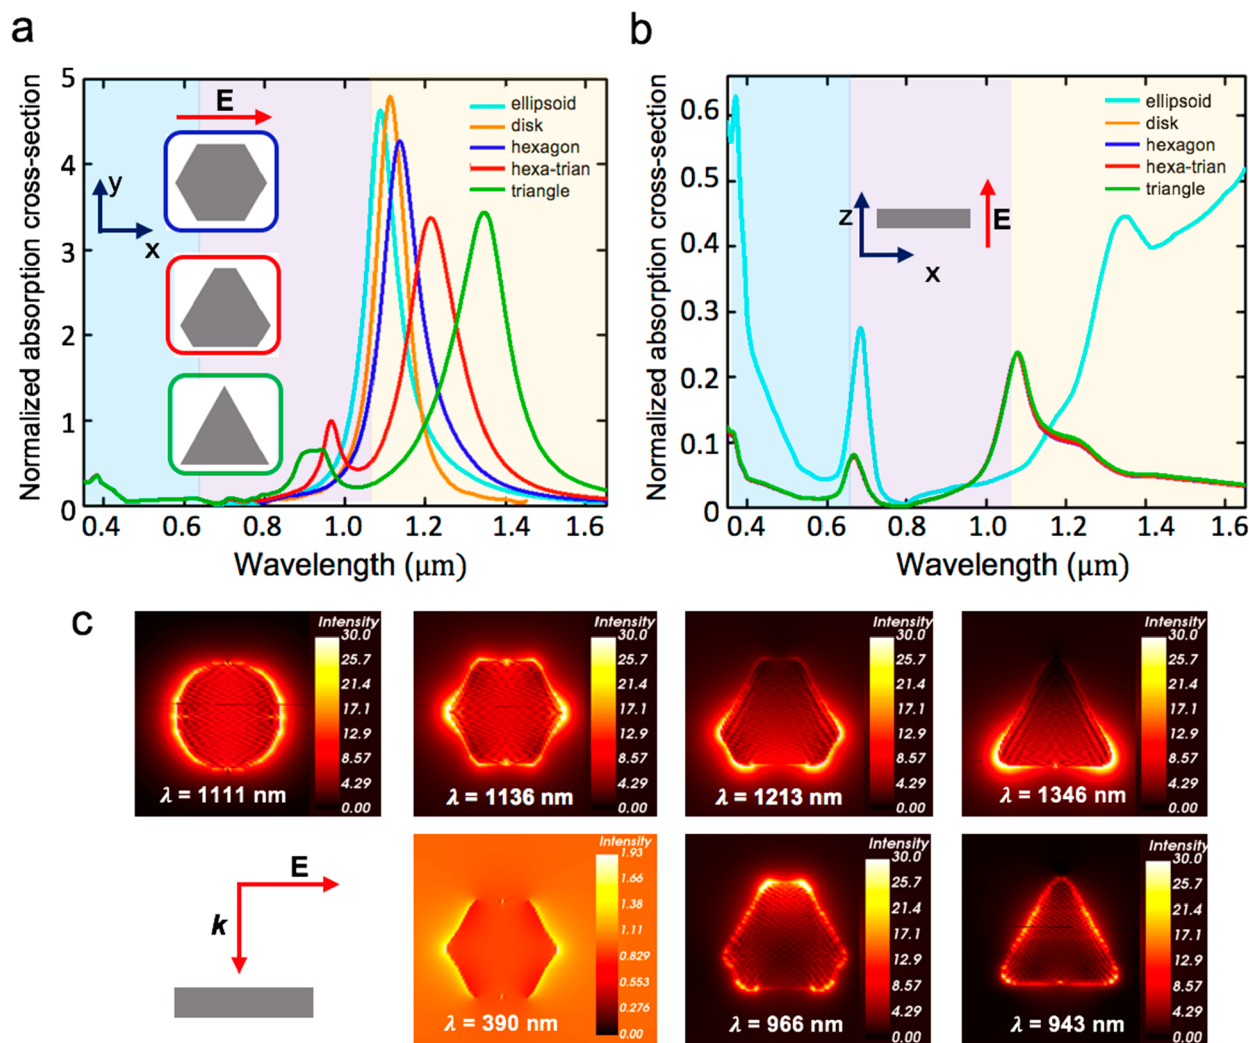 a
Normalized absorption cross-section
5
4
3
2
1
0
0.4 0.6 0.8 1.0 1.2 1.4 1.6
Wavelength (μm)
E
y
x
ellipsoid
disk
hexagon
hexa-trian
triangle
b
Normalized absorption cross-section
0.6
0.5
0.4
0.3
0.2
0.1
0
0.4 0.6 0.8 1.0 1.2 1.4 1.6
Wavelength (μm)
ellipsoid
disk
hexagon
hexa-trian
triangle
z
E
x
c
Intensity
30.0
25.7
21.4
17.1
12.9
8.57
4.29
0.00
λ = 1111 nm
Intensity
30.0
25.7
21.4
17.1
12.9
8.57
4.29
0.00
λ = 1136 nm
Intensity
30.0
25.7
21.4
17.1
12.9
8.57
4.29
0.00
λ = 1213 nm
Intensity
30.0
25.7
21.4
17.1
12.9
8.57
4.29
0.00
λ = 1346 nm
E
k
Intensity
1.93
1.66
1.38
1.11
0.829
0.553
0.276
0.00
λ = 390 nm
Intensity
30.0
25.7
21.4
17.1
12.9
8.57
4.29
0.00
λ = 966 nm
Intensity
30.0
25.7
21.4
17.1
12.9
8.57
4.29
0.00
λ = 943 nm